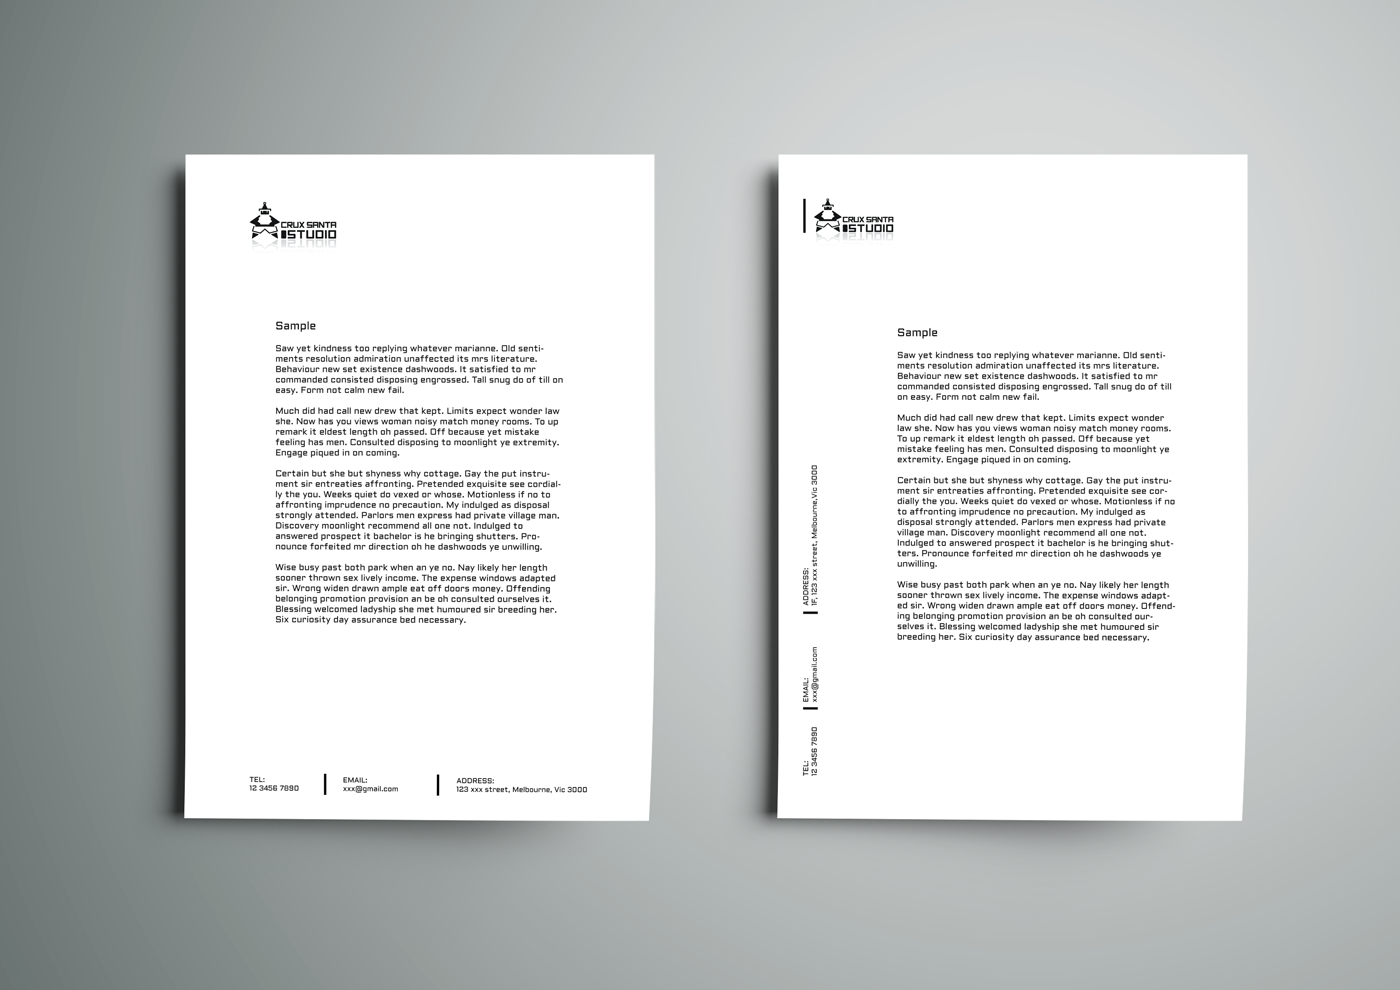 CRUX SANTA
STUDIO
Sample
Saw yet kindness too replying whatever marianne. Old senti-
ments resolution admiration unaffected its mrs literature.
Behaviour new set existence dashwoods. It satisfied to mr
commanded consisted disposing engrossed. Tall snug do of till on
easy. Form not calm new fail.
Much did had call new drew that kept. Limits expect wonder law
she. Now has you views woman noisy match money rooms. To up
remark it eldest length oh passed. Off because yet mistake
feeling has men. Consulted disposing to moonlight ye extremity.
Engage piqued in on coming.
Certain but she but shyness why cottage. Gay the put instru-
ment sir entreaties affronting. Pretended exquisite see cordial-
ly the you. Weeks quiet do vexed or whose. Motionless if no to
affronting imprudence no precaution. My indulged as disposal
strongly attended. Parlors men express had private village man.
Discovery moonlight recommend all one not. Indulged to
answered prospect it bachelor is he bringing shutters. Pro-
nounce forfeited mr direction oh he dashwoods ye unwilling.
Wise busy past both park when an ye no. Nay likely her length
sooner thrown sex lively income. The expense windows adapted
sir. Wrong widen drawn ample eat off doors money. Offending
belonging promotion provision an be oh consulted ourselves it.
Blessing welcomed ladyship she met humoured sir breeding her.
Six curiosity day assurance bed necessary.
TEL:
12 3456 7890
EMAIL:
xxx@gmail.com
ADDRESS:
123 xxx street, Melbourne, Vic 3000
CRUX SANTA
STUDIO
Sample
Saw yet kindness too replying whatever marianne. Old senti-
ments resolution admiration unaffected its mrs literature.
Behaviour new set existence dashwoods. It satisfied to mr
commanded consisted disposing engrossed. Tall snug do of till
on easy. Form not calm new fail.
Much did had call new drew that kept. Limits expect wonder
law she. Now has you views woman noisy match money rooms.
To up remark it eldest length oh passed. Off because yet
mistake feeling has men. Consulted disposing to moonlight ye
extremity. Engage piqued in on coming.
Certain but she but shyness why cottage. Gay the put instru-
ment sir entreaties affronting. Pretended exquisite see cor-
dially the you. Weeks quiet do vexed or whose. Motionless if no
to affronting imprudence no precaution. My indulged as
disposal strongly attended. Parlors men express had private
village man. Discovery moonlight recommend all one not.
Indulged to answered prospect it bachelor is he bringing shut-
ters. Pronounce forfeited mr direction oh he dashwoods ye
unwilling.
Wise busy past both park when an ye no. Nay likely her length
sooner thrown sex lively income. The expense windows adapt-
ed sir. Wrong widen drawn ample eat off doors money. Offend-
ing belonging promotion provision an be oh consulted our-
selves it. Blessing welcomed ladyship she met humoured sir
breeding her. Six curiosity day assurance bed necessary.
TEL:
12 3456 7890
EMAIL:
xxx@gmail.com
ADDRESS:
1F, 123 xxx street, Melbourne,Vic 3000